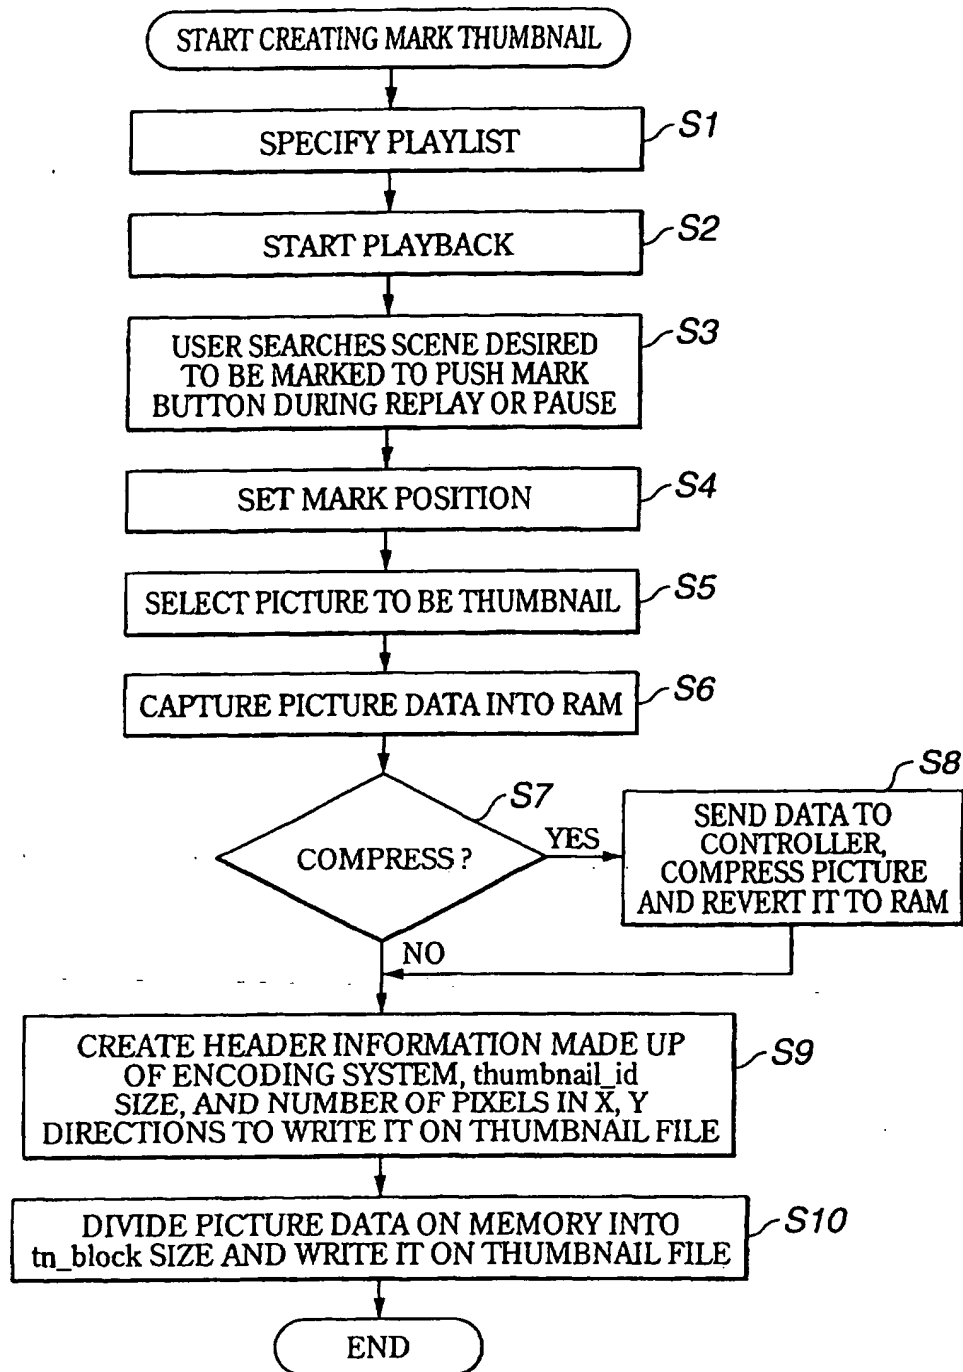 START CREATING MARK THUMBNAIL
SPECIFY PLAYLIST
S1
START PLAYBACK
S2
USER SEARCHES SCENE DESIRED
TO BE MARKED TO PUSH MARK
BUTTON DURING REPLAY OR PAUSE
S3
SET MARK POSITION
S4
SELECT PICTURE TO BE THUMBNAIL
S5
CAPTURE PICTURE DATA INTO RAM
S6
COMPRESS ?
S7
YES
SEND DATA TO
CONTROLLER,
COMPRESS PICTURE
AND REVERT IT TO RAM
S8
NO
CREATE HEADER INFORMATION MADE UP
OF ENCODING SYSTEM, thumbnail_id
SIZE, AND NUMBER OF PIXELS IN X, Y
DIRECTIONS TO WRITE IT ON THUMBNAIL FILE
S9
DIVIDE PICTURE DATA ON MEMORY INTO
tn_block SIZE AND WRITE IT ON THUMBNAIL FILE
S10
END